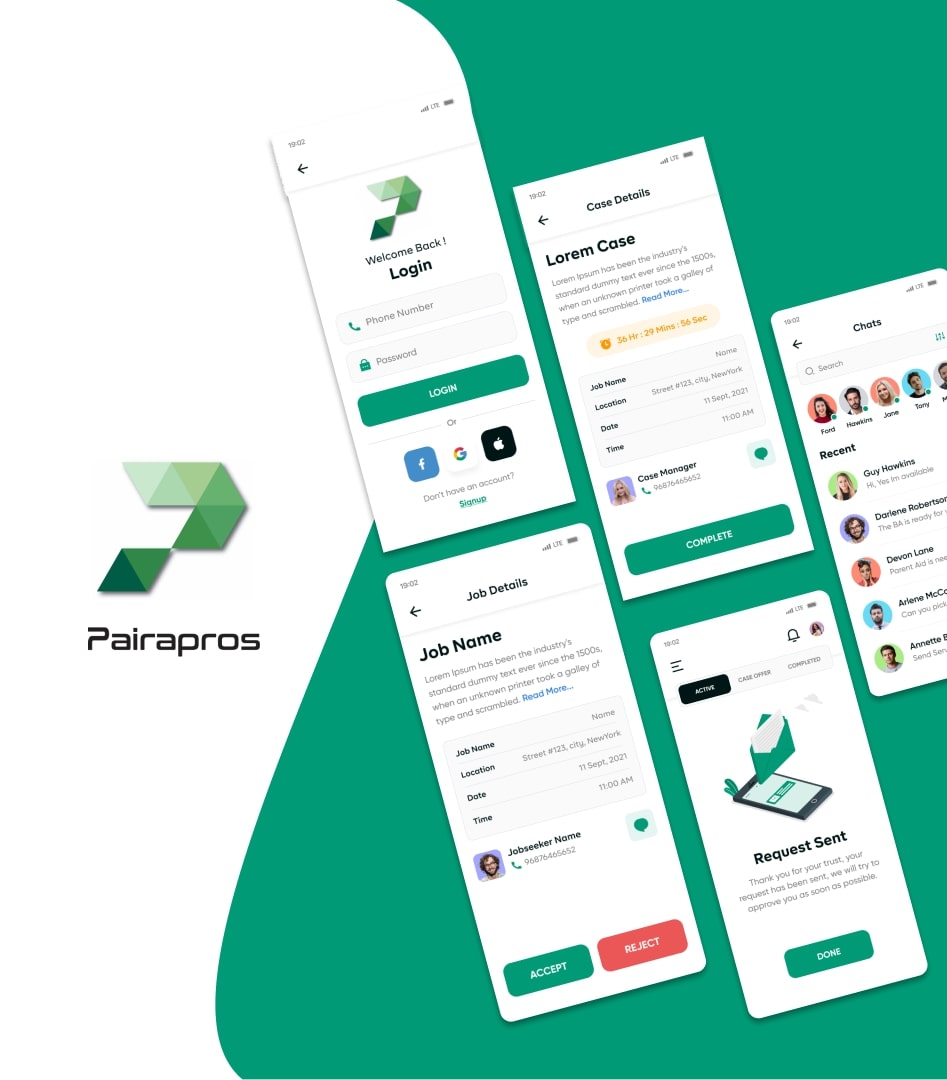 Pairapros
19:02
LTE
Welcome Back !
Login
Phone Number
Password
LOGIN
Or
Don't have an account?
Signup
19:02
LTE
Case Details
Lorem Case
Lorem Ipsum has been the industry's
standard dummy text ever since the 1500s,
when an unknown printer took a galley of
type and scrambled. Read More...
36 Hr : 29 Mins : 56 Sec
Job Name Name
Location Street #123, city, NewYork
Date 11 Sept, 2021
Time 11:00 AM
Case Manager
96876465652
COMPLETE
19:02
LTE
Chats
Search
Ford Hawkins Jane Tony
Recent
Guy Hawkins
Hi, Yes Im available
Darlene Robertson
The BA is ready for
Devon Lane
Parent Aid is
Arlene
Can you pick
Annette
Send
19:02
LTE
Job Details
Job Name
Lorem Ipsum has been the industry's
standard dummy text ever since the 1500s,
when an unknown printer took a galley of
type and scrambled. Read More...
Job Name Name
Location Street #123, city, NewYork
Date 11 Sept, 2021
Time 11:00 AM
Jobseeker Name
96876465652
ACCEPT REJECT
19:02
LTE
ACTIVE CASE OFFER COMPLETED
Request Sent
Thank you for your trust, your
request has been sent, we will try to
approve you as soon as possible.
DONE